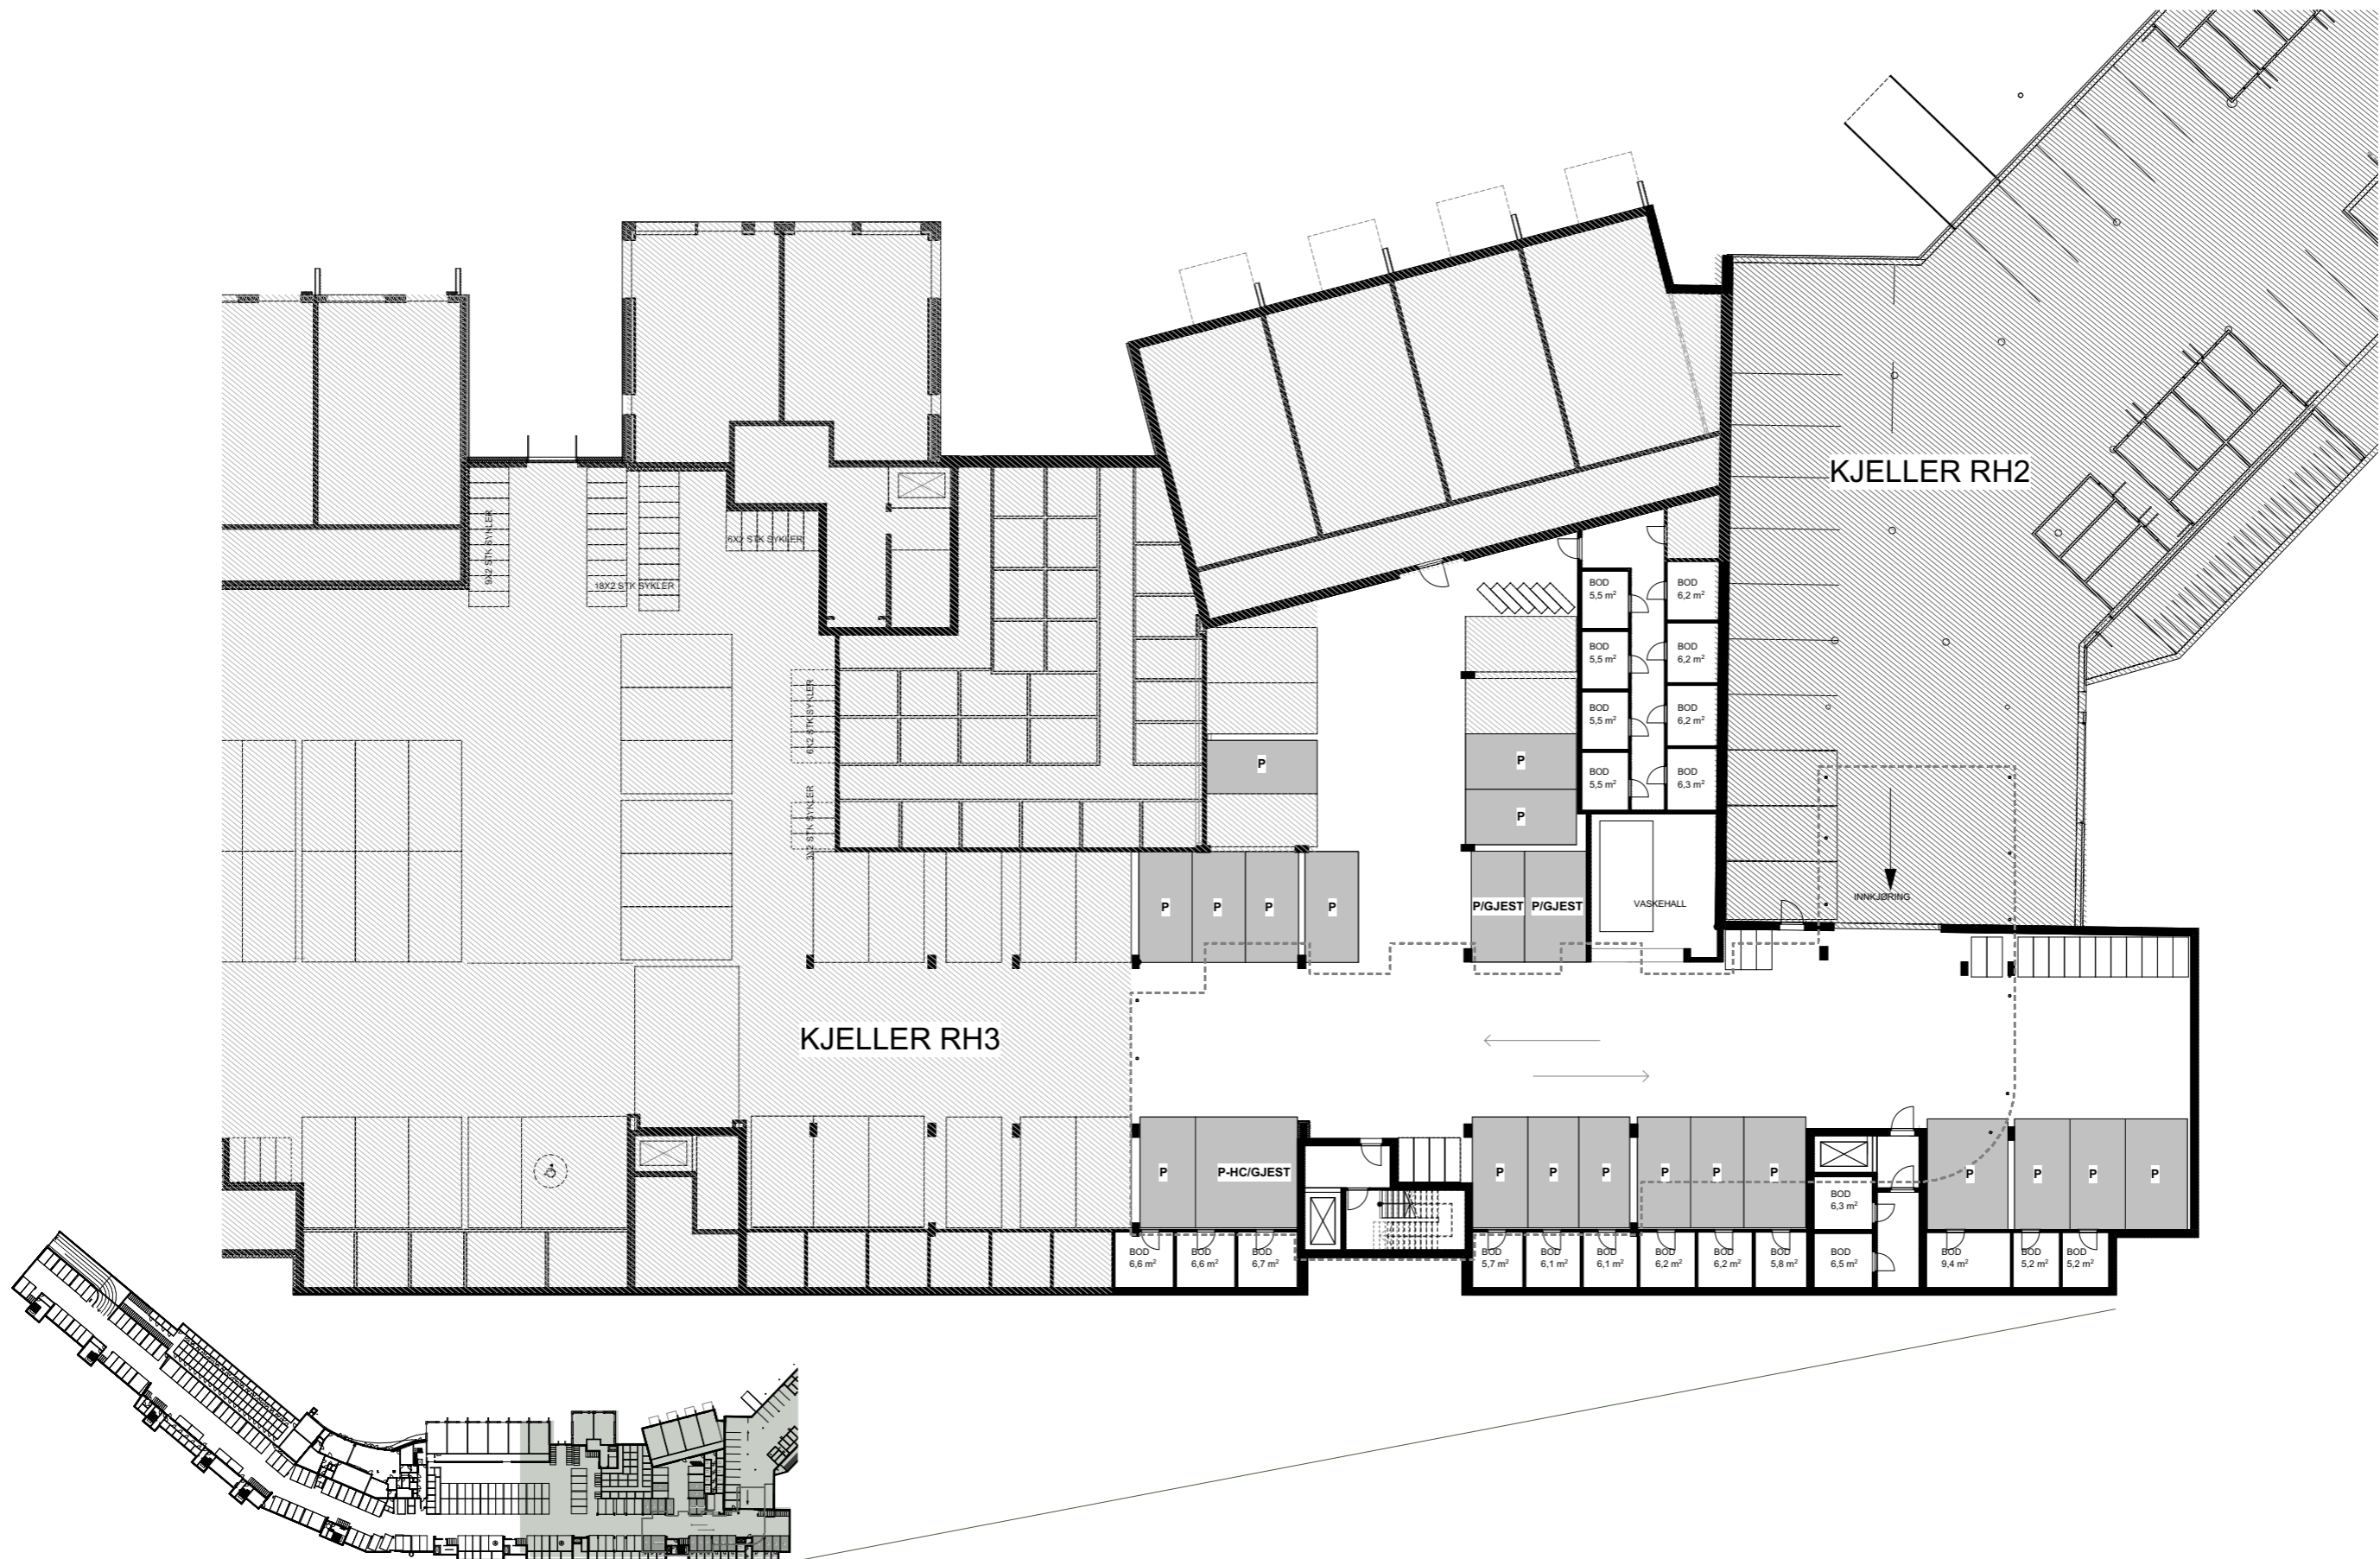 KJELLER RH2
9X2 STK SYKLER
6X2 STK SYKLER
18X2 STK SYKLER
BOD
5,5 m²
BOD
6,2 m²
BOD
5,5 m²
BOD
6,2 m²
6X2 STK SYKLER
BOD
5,5 m²
BOD
6,2 m²
P
P
BOD
5,5 m²
BOD
6,3 m²
3X2 STK SYKLER
P
P
P
P
P
P/GJEST
P/GJEST
VASKEHALL
INNKJØRING
KJELLER RH3
P
P-HC/GJEST
P
P
P
P
P
P
P
P
P
P
BOD
6,3 m²
BOD
6,6 m²
BOD
6,6 m²
BOD
6,7 m²
BOD
5,7 m²
BOD
6,1 m²
BOD
6,1 m²
BOD
6,2 m²
BOD
6,2 m²
BOD
5,8 m²
BOD
6,5 m²
BOD
9,4 m²
BOD
5,2 m²
BOD
5,2 m²